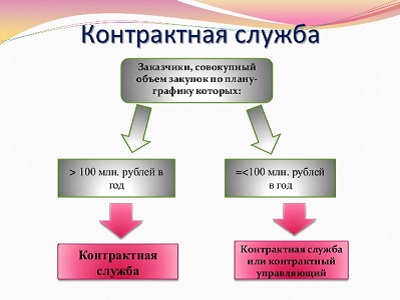 Контрактная служба
Заказчики, совокупный
объем закупок по плану-
графику которых:
> 100 млн. рублей в
год
=<100 млн. рублей
в год
Контрактная
служба
Контрактная служба
или контрактный
управляющий